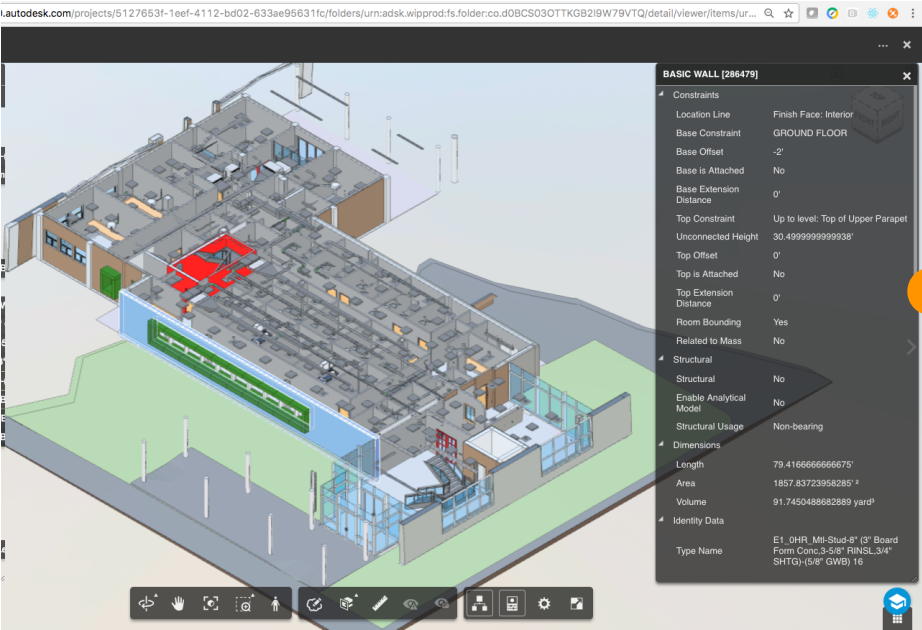 ).autodesk.com/projects/5127653f-1eef-4112-bd02-633ae95631fc/folders/urn:adsk.wipprod:fs.folder:co.d0BCS03OTTKGB2I9W79VTQ/detail/viewer/items/ur...
BASIC WALL [286479]
Constraints
Location Line Finish Face: Interior
Base Constraint GROUND FLOOR
Base Offset -2'
Base is Attached No
Base Extension
Distance 0'
Top Constraint Up to level: Top of Upper Parapet
Unconnected Height 30.4999999999938'
Top Offset 0'
Top is Attached No
Top Extension
Distance 0'
Room Bounding Yes
Related to Mass No
Structural
Structural No
Enable Analytical
Model No
Structural Usage Non-bearing
Dimensions
Length 79.4166666666675'
Area 1857.83723958285' ²
Volume 91.7450488682889 yard³
Identity Data
Type Name E1_0HR_Mtl-Stud-8" (3" Board
Form Conc,3-5/8" RINSL,3/4"
SHTG)-(5/8" GWB) 16